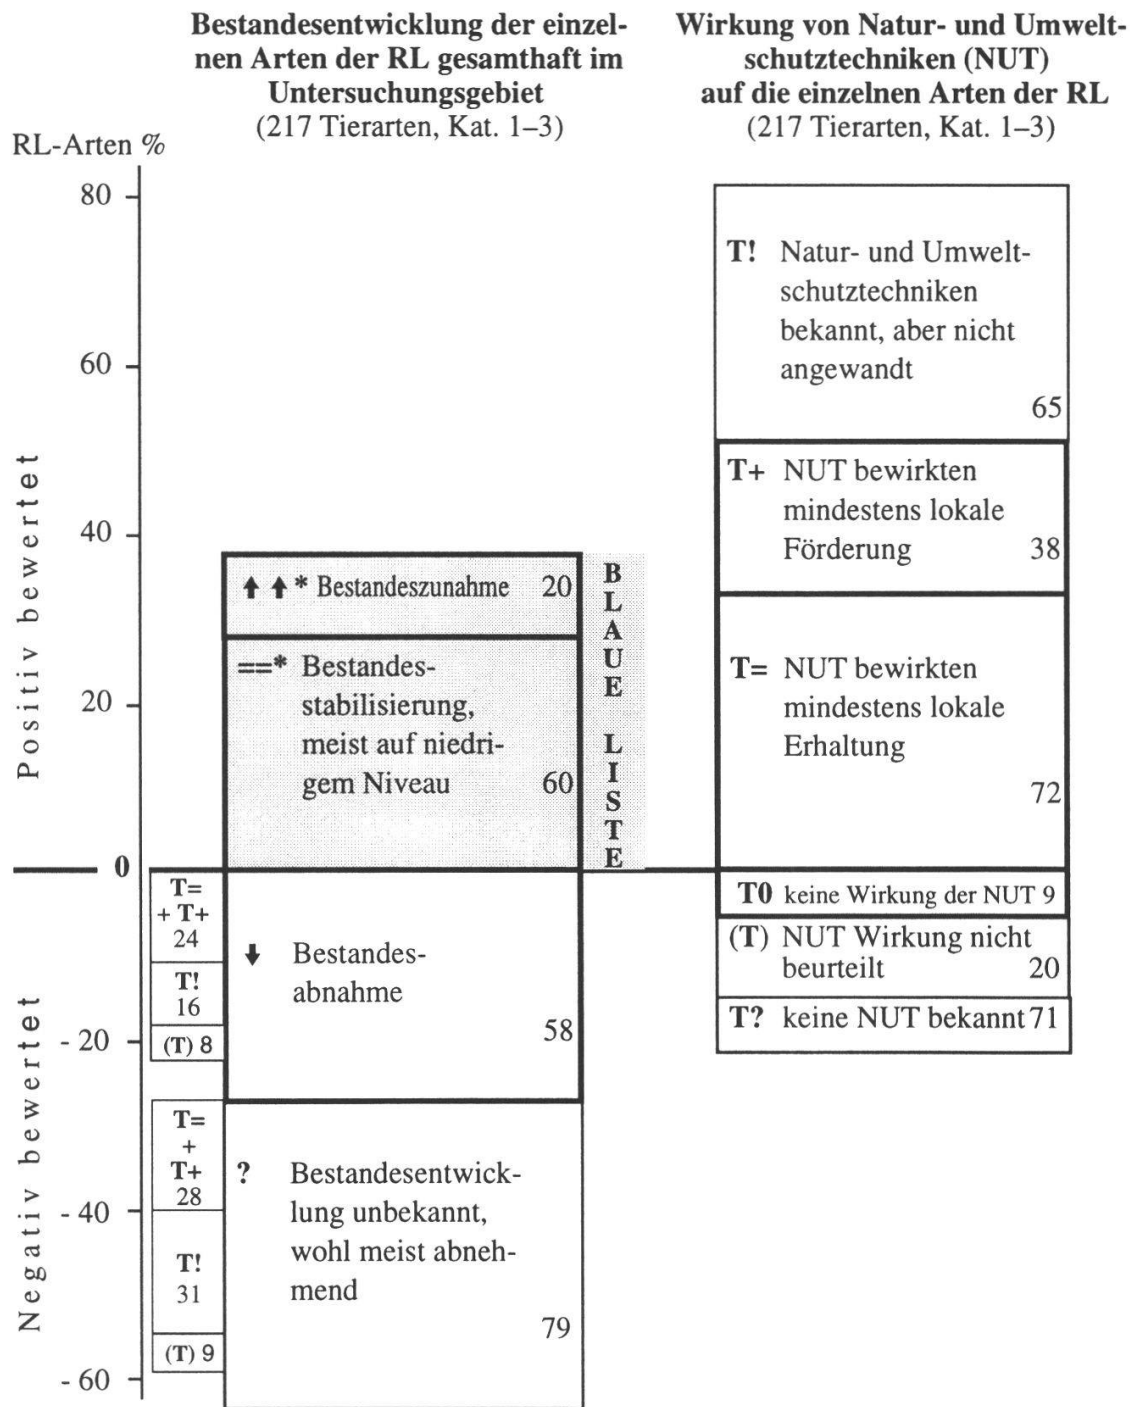 Bestandesentwicklung der einzel-
nen Arten der RL gesamthaft im
Untersuchungsgebiet
(217 Tierarten, Kat. 1–3)
Wirkung von Natur- und Umwelt-
schutztechniken (NUT)
auf die einzelnen Arten der RL
(217 Tierarten, Kat. 1–3)
RL-Arten %
80
60
40
20
0
- 20
- 40
- 60
Positiv bewertet
Negativ bewertet
↑ ↑ * Bestandeszunahme 20
==* Bestandes-
stabilisierung,
meist auf niedri-
gem Niveau 60
BLAUE LISTE
↓ Bestandes-
abnahme
58
? Bestandesentwick-
lung unbekannt,
wohl meist abneh-
mend
79
T=
+ T+
24
T!
16
(T) 8
T=
+
T+
28
T!
31
(T) 9
T! Natur- und Umwelt-
schutztechniken
bekannt, aber nicht
angewandt
65
T+ NUT bewirkten
mindestens lokale
Förderung 38
T= NUT bewirkten
mindestens lokale
Erhaltung
72
T0 keine Wirkung der NUT 9
(T) NUT Wirkung nicht
beurteilt 20
T? keine NUT bekannt 71